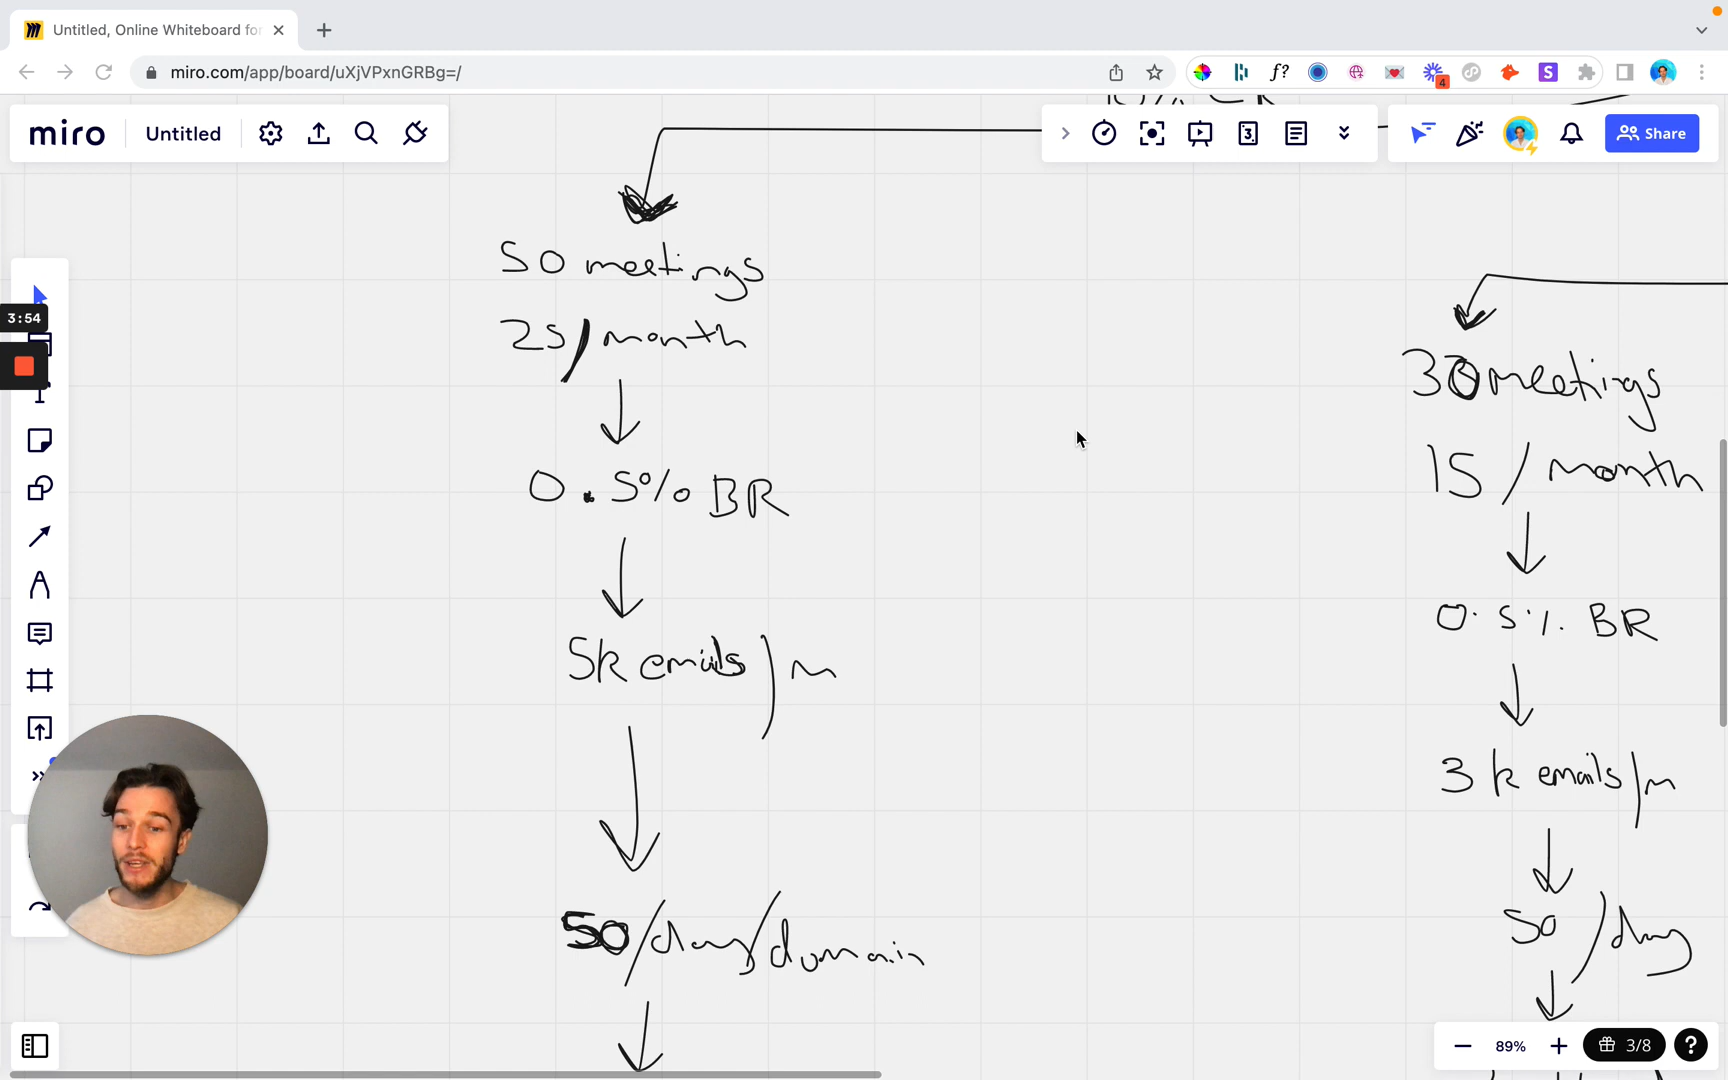 Untitled, Online Whiteboard for
miro.com/app/board/uXjVPxnGRBg=/
f?
4
S
miro
Untitled
3
Share
3:54
50 meetings
25/month
0.5% BR
5k emails/m
50/day/domain
30 meetings
15/month
0.5% BR
3k emails/m
50/day
89%
3/8
?